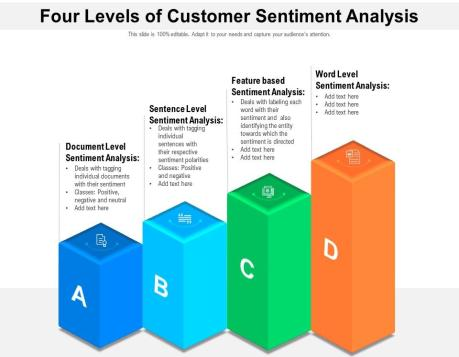 Four Levels of Customer Sentiment Analysis
This slide is 100% editable. Adapt it to your needs and capture your audience's attention.
Document Level
Sentiment Analysis:
• Deals with tagging
individual documents
with their sentiment
• Classes: Positive,
negative and neutral
• Add text here
Sentence Level
Sentiment Analysis:
• Deals with tagging
individual
sentences with
their respective
sentiment polarities
• Classes: Positive
and negative
• Add text here
Feature based
Sentiment Analysis:
• Deals with labeling each
word with their
sentiment and also
identifying the entity
towards which the
sentiment is directed
• Add text here
• Add text here
Word Level
Sentiment Analysis:
• Add text here
• Add text here
• Add text here
A
B
C
D